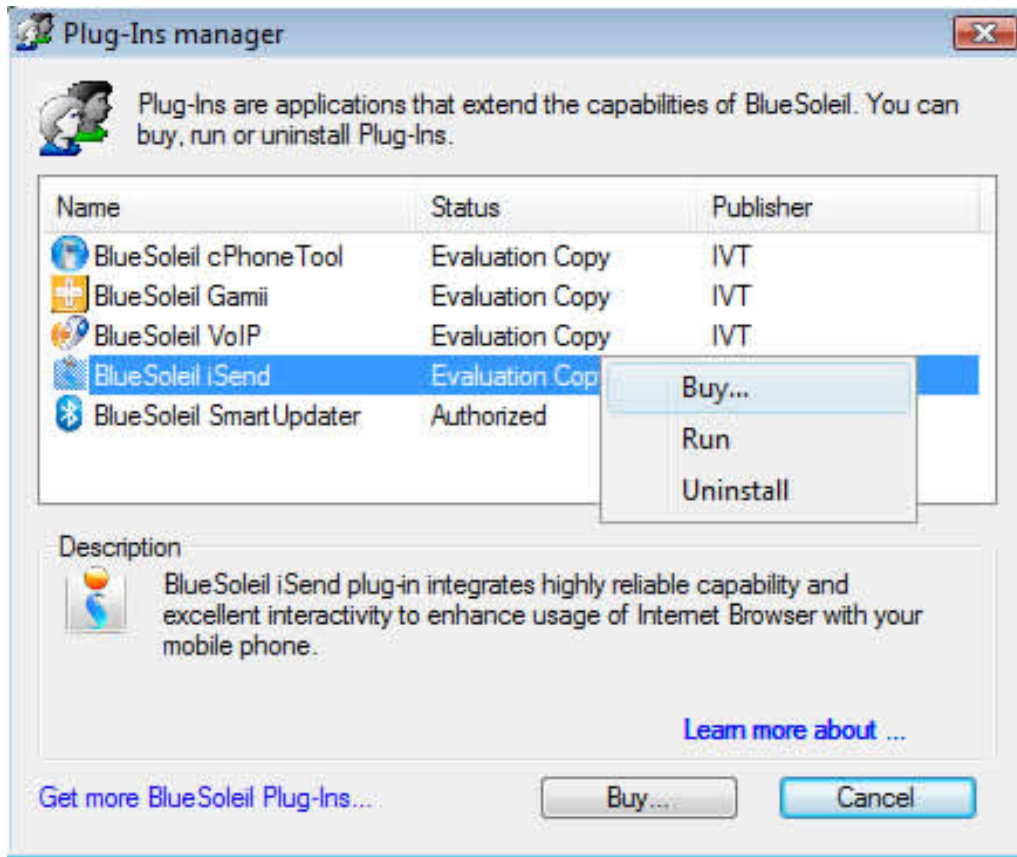 Plug-Ins manager
Plug-Ins are applications that extend the capabilities of BlueSoleil. You can
buy, run or uninstall Plug-Ins.
Name Status Publisher
BlueSoleil cPhoneTool Evaluation Copy IVT
BlueSoleil Gamii Evaluation Copy IVT
BlueSoleil VoIP Evaluation Copy IVT
BlueSoleil iSend Evaluation Cop
BlueSoleil SmartUpdater Authorized
Buy...
Run
Uninstall
Description
BlueSoleil iSend plug-in integrates highly reliable capability and
excellent interactivity to enhance usage of Internet Browser with your
mobile phone.
Learn more about ...
Get more BlueSoleil Plug-Ins... Buy... Cancel